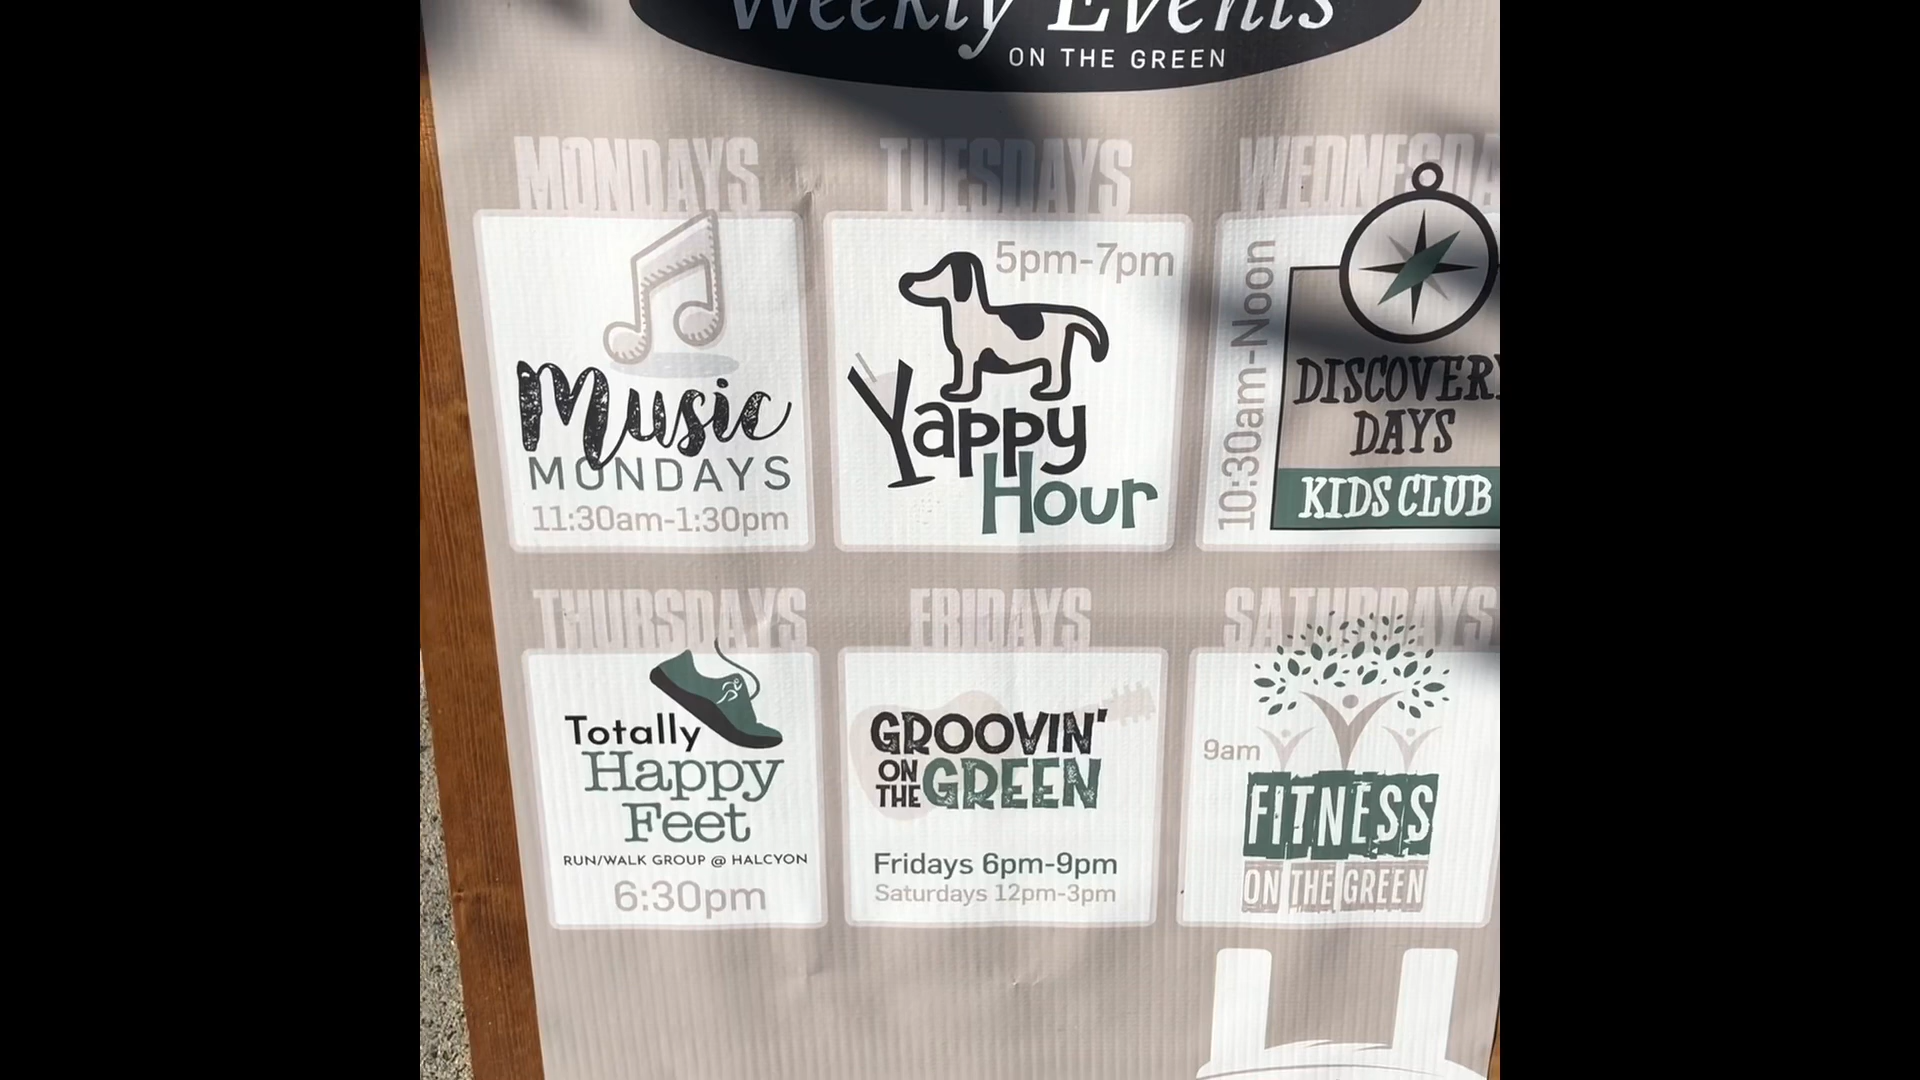 Weekly Events
ON THE GREEN
MONDAYS
Music
MONDAYS
11:30am-1:30pm
TUESDAYS
5pm-7pm
Yappy
Hour
WEDNESDA
10:30am-Noon
DISCOVERY
DAYS
KIDS CLUB
THURSDAYS
Totally
Happy
Feet
RUN/WALK GROUP @ HALCYON
6:30pm
FRIDAYS
GROOVIN'
ON THE GREEN
Fridays 6pm-9pm
Saturdays 12pm-3pm
SATURDAYS
9am
FITNESS
ON THE GREEN
H